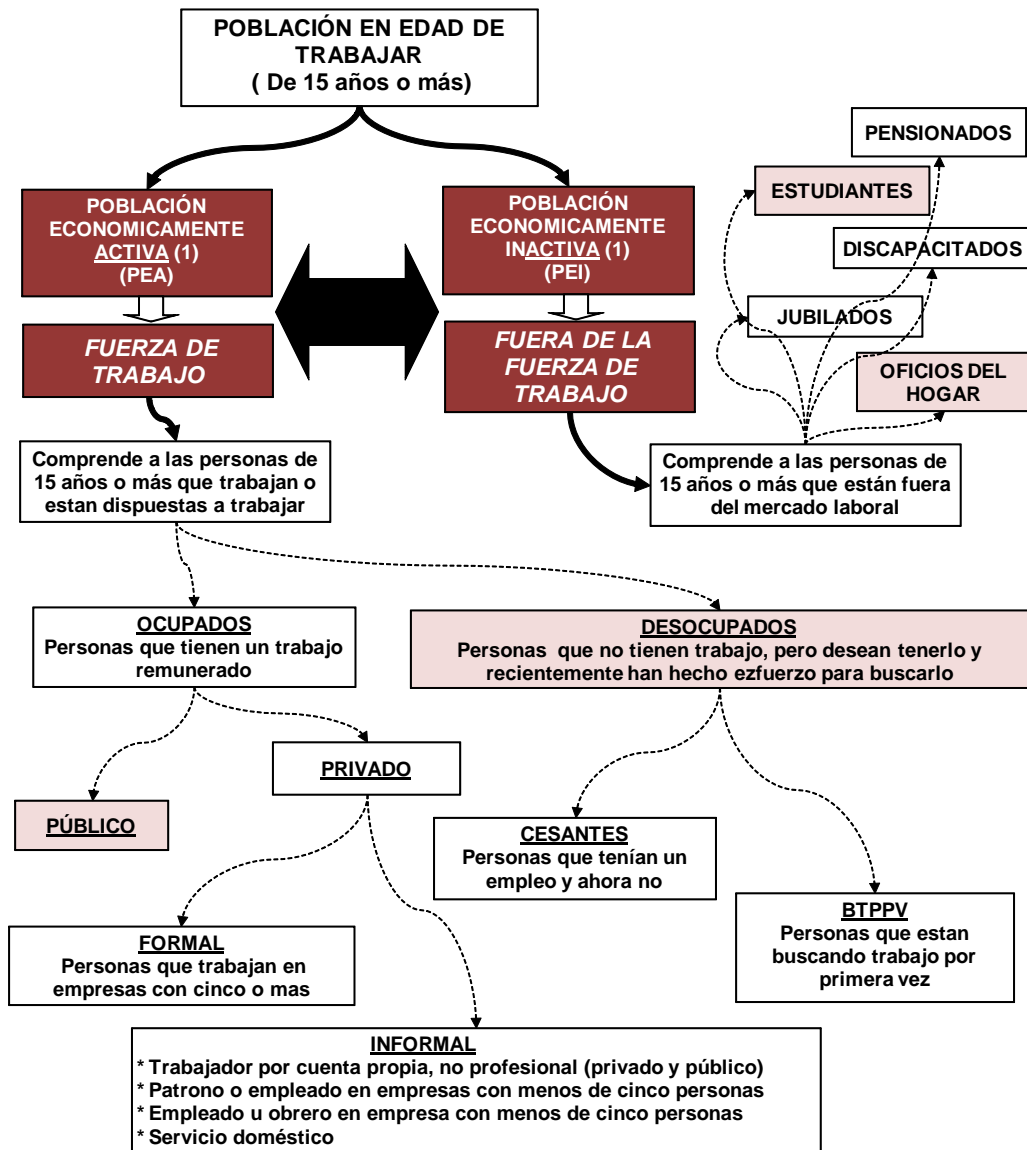 POBLACIÓN EN EDAD DE
TRABAJAR
( De 15 años o más)
POBLACIÓN
ECONOMICAMENTE
ACTIVA (1)
(PEA)
FUERZA DE
TRABAJO
Comprende a las personas de
15 años o más que trabajan o
estan dispuestas a trabajar
POBLACIÓN
ECONOMICAMENTE
INACTIVA (1)
(PEI)
FUERA DE LA
FUERZA DE
TRABAJO
Comprende a las personas de
15 años o más que están fuera
del mercado laboral
PENSIONADOS
ESTUDIANTES
DISCAPACITADOS
JUBILADOS
OFICIOS DEL
HOGAR
OCUPADOS
Personas que tienen un trabajo
remunerado
DESOCUPADOS
Personas que no tienen trabajo, pero desean tenerlo y
recientemente han hecho ezfuerzo para buscarlo
PRIVADO
PÚBLICO
CESANTES
Personas que tenían un
empleo y ahora no
BTPPV
Personas que estan
buscando trabajo por
primera vez
FORMAL
Personas que trabajan en
empresas con cinco o mas
INFORMAL
* Trabajador por cuenta propia, no profesional (privado y público)
* Patrono o empleado en empresas con menos de cinco personas
* Empleado u obrero en empresa con menos de cinco personas
* Servicio doméstico